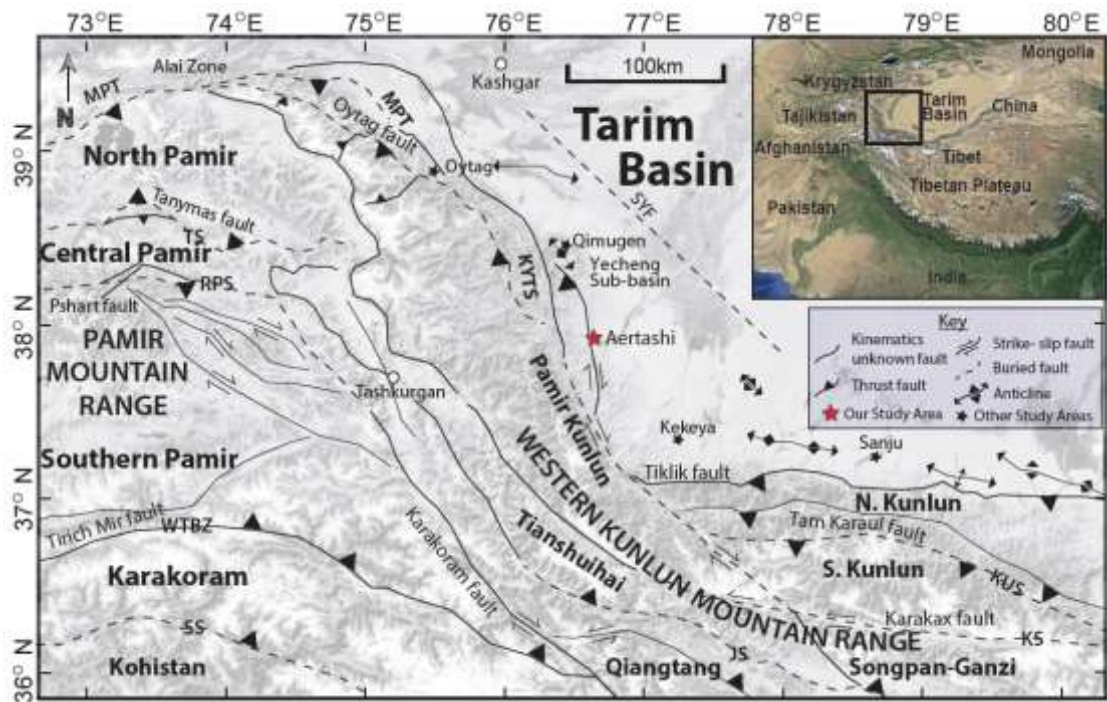 73°E
74°E
75°E
76°E
77°E
78°E
79°E
80°E
39 N
38°N
37°N
36°N
N
MPT
Alai Zone
Kashgar
100km
MPT
Oytag fault
North Pamir
Oytag
Tarim
Basin
SYF
Tanymas fault
TS
Central Pamir
RPS
Pshart fault
Qimugen
Yecheng
Sub-basin
KYTS
Aertashi
PAMIR
MOUNTAIN
RANGE
Tashkurgan
Pamir Kunlun
Kekeya
Sanju
Southern Pamir
Tiklik fault
N. Kunlun
Tirich Mir fault
WTBZ
Tam Karaul fault
Karakoram
Karakoram fault
Tianshuihai
WESTERN KUNLUN MOUNTAIN RANGE
S. Kunlun
KUS
Karakax fault
KS
SS
Kohistan
Qiangtang
JS
Songpan-Ganzi
Mongolia
Krygyzstan
Tajikistan
Tarim
Basin
China
Afghanistan
Tibet
Tibetan Plateau
Pakistan
India
Key
Kinematics
unknown fault
Strike- slip fault
Buried fault
Thrust fault
Anticline
Our Study Area
Other Study Areas